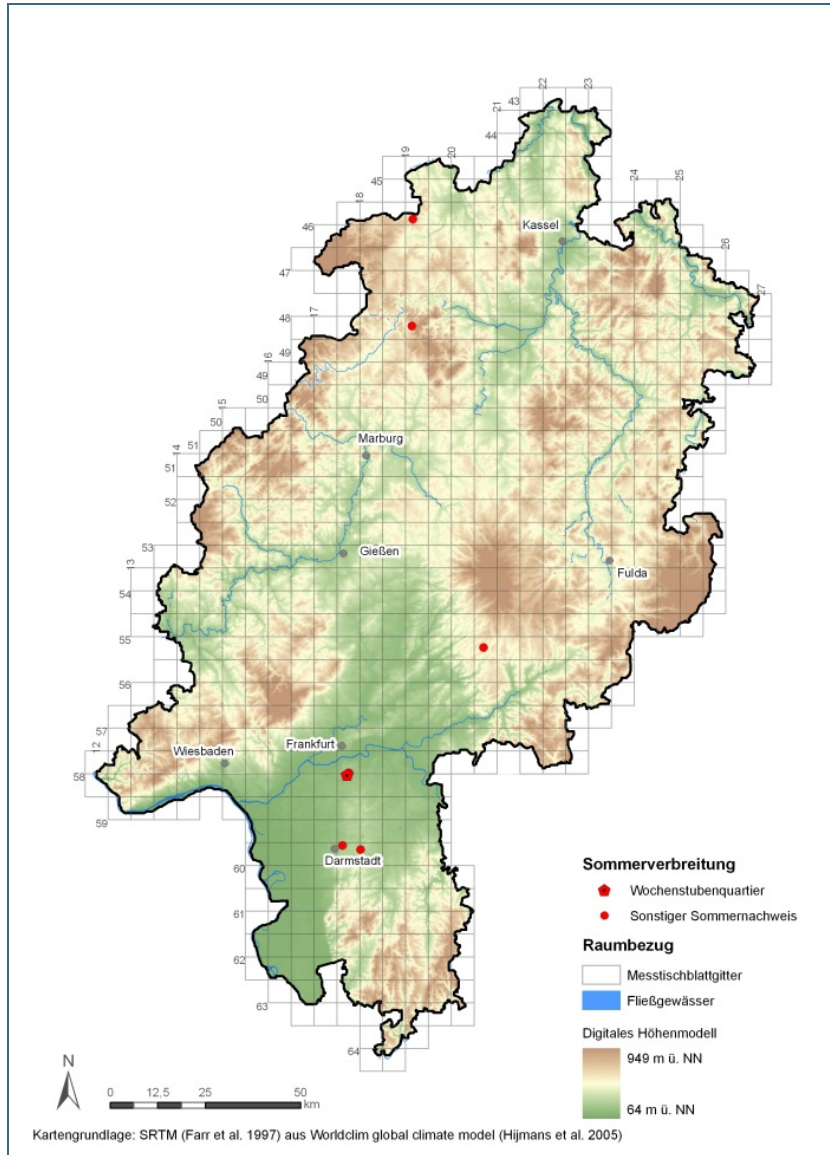 22
23
43
21
44
19
20
45
24
25
18
46
Kassel
26
47
27
17
48
16
49
49
15
50
50
14
51
Marburg
51
52
53
Gießen
13
Fulda
54
55
56
57
12
Frankfurt
Wiesbaden
58
59
Darmstadt
60
61
62
63
64
Sommerverbreitung
Wochenstubenquartier
Sonstiger Sommernachweis
Raumbezug
Messtischblattgitter
Fließgewässer
Digitales Höhenmodell
949 m ü. NN
64 m ü. NN
N
0 12,5 25 50
km
Kartengrundlage: SRTM (Farr et al. 1997) aus Worldclim global climate model (Hijmans et al. 2005)